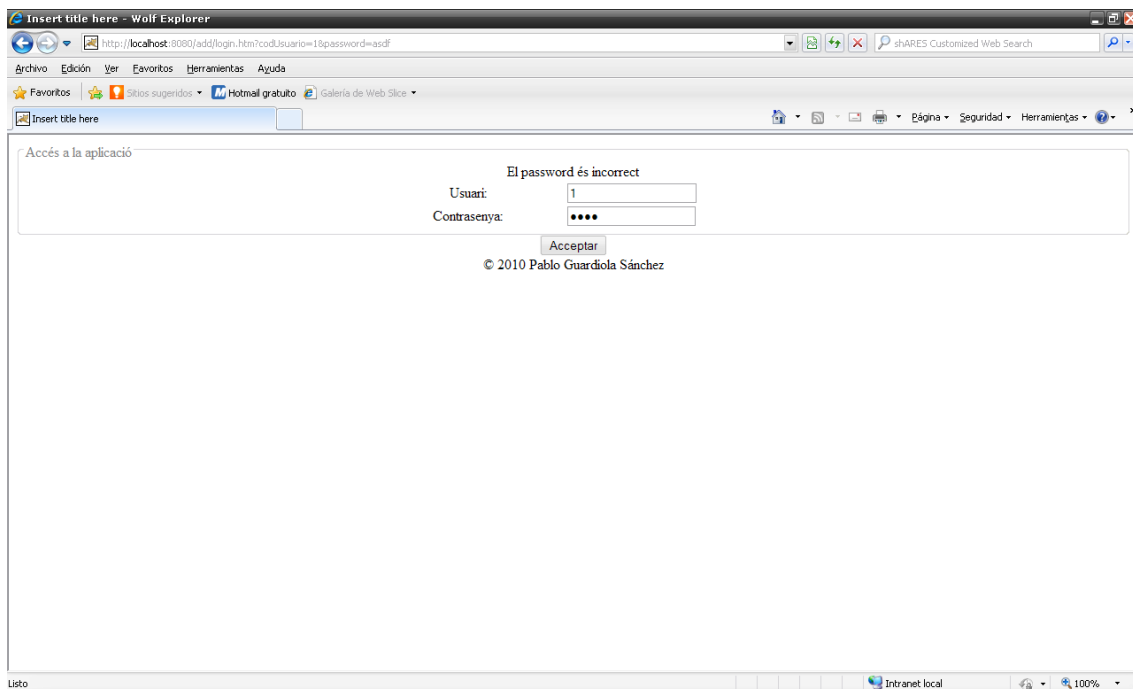 Insert title here - Wolf Explorer
http://localhost:8080/add/login.htm?codUsuario=1&password=asdf
shARES Customized Web Search
Archivo Edición Ver Favoritos Herramientas Ayuda
Favoritos Sitios sugeridos Hotmail gratuito Galería de Web Slice
Insert title here
Página Seguridad Herramientas
Accés a la aplicació
El password és incorrect
Usuari: 1
Contrasenya: ••••
Acceptar
© 2010 Pablo Guardiola Sánchez
Listo
Intranet local
100%